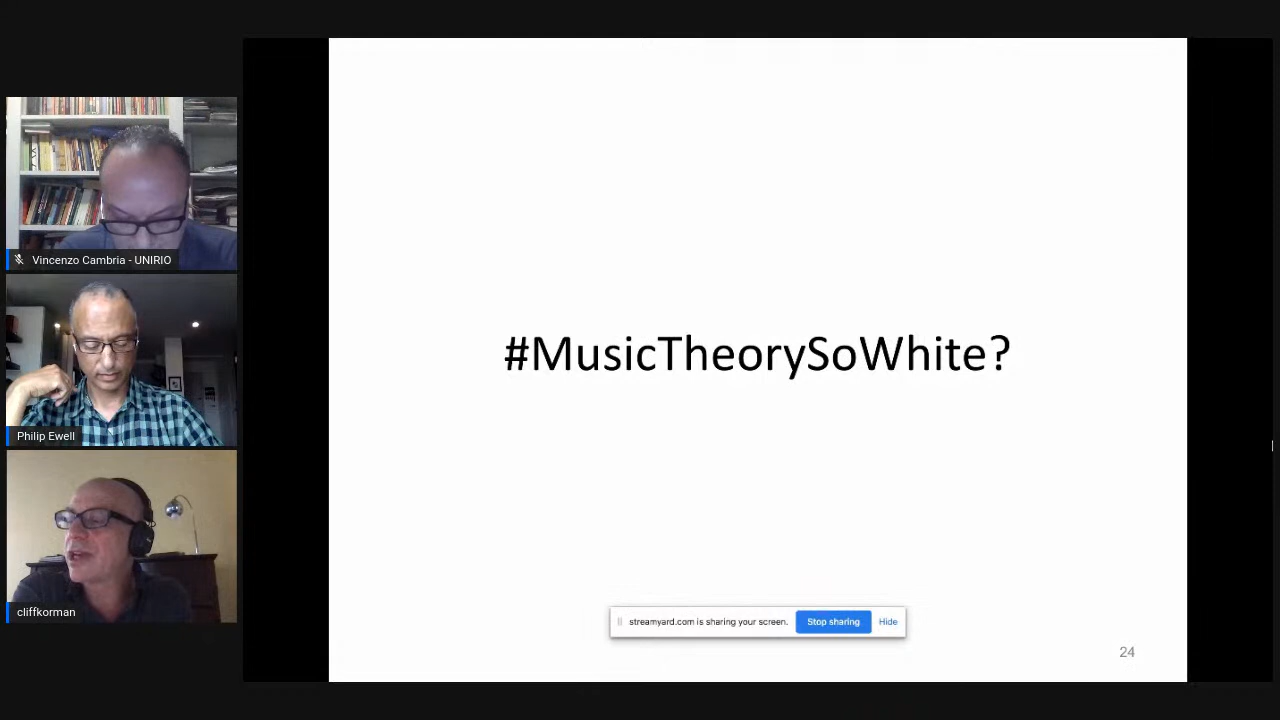 Vincenzo Cambria - UNIRIO
Philip Ewell
cliffkorman
#MusicTheorySoWhite?
streamyard.com is sharing your screen. Stop sharing Hide
24